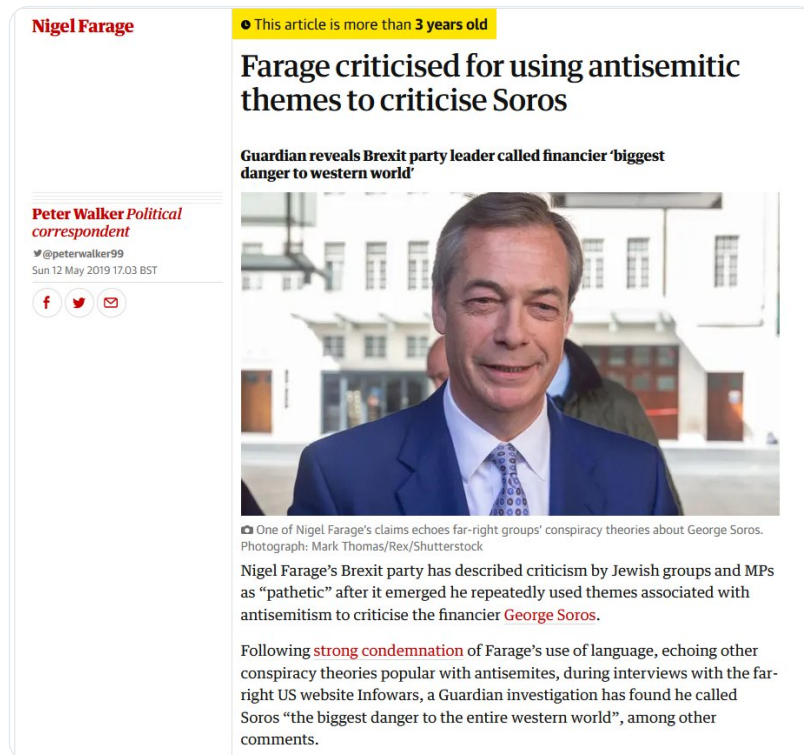 Nigel Farage
This article is more than 3 years old
Farage criticised for using antisemitic
themes to criticise Soros
Guardian reveals Brexit party leader called financier ‘biggest
danger to western world’
Peter Walker Political
correspondent
@peterwalker99
Sun 12 May 2019 17.03 BST
One of Nigel Farage’s claims echoes far-right groups’ conspiracy theories about George Soros.
Photograph: Mark Thomas/Rex/Shutterstock
Nigel Farage’s Brexit party has described criticism by Jewish groups and MPs
as “pathetic” after it emerged he repeatedly used themes associated with
antisemitism to criticise the financier George Soros.
Following strong condemnation of Farage’s use of language, echoing other
conspiracy theories popular with antisemites, during interviews with the far-
right US website Infowars, a Guardian investigation has found he called
Soros “the biggest danger to the entire western world”, among other
comments.